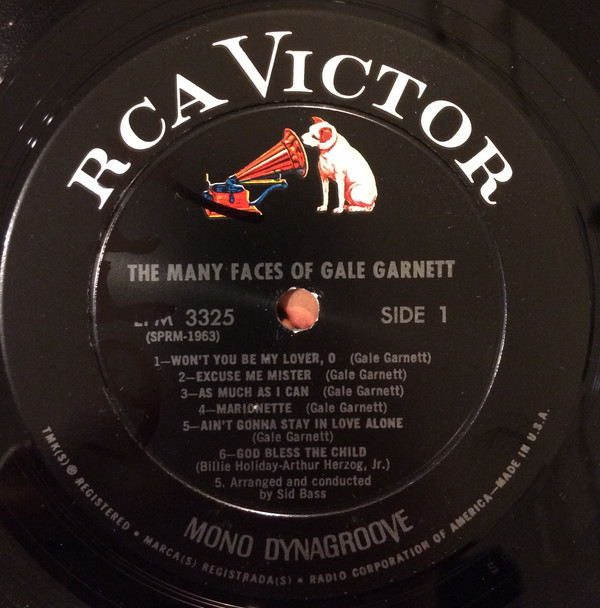 RCA VICTOR
THE MANY FACES OF GALE GARNETT
LPM 3325
(SPRM-1963)
SIDE 1
1—WON'T YOU BE MY LOVER, O (Gale Garnett)
2—EXCUSE ME MISTER (Gale Garnett)
3—AS MUCH AS I CAN (Gale Garnett)
4—MARIONETTE (Gale Garnett)
5—AIN'T GONNA STAY IN LOVE ALONE
(Gale Garnett)
6—GOD BLESS THE CHILD
(Billie Holiday-Arthur Herzog, Jr.)
5. Arranged and conducted
by Sid Bass
MONO DYNAGROOVE
TMK(S) ® REGISTERED • MARCA(S) REGISTRADA(S) • RADIO CORPORATION OF AMERICA—MADE IN U.S.A.